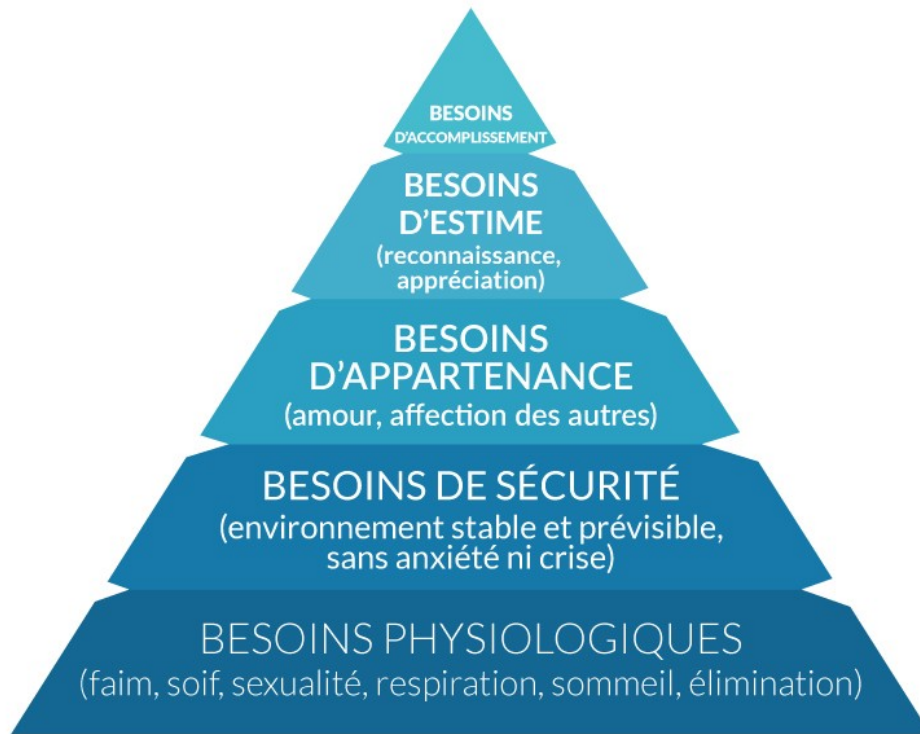 BESOINS
D'ACCOMPLISSEMENT
BESOINS
D'ESTIME
(reconnaissance,
appréciation)
BESOINS
D'APPARTENANCE
(amour, affection des autres)
BESOINS DE SÉCURITÉ
(environnement stable et prévisible,
sans anxiété ni crise)
BESOINS PHYSIOLOGIQUES
(faim, soif, sexualité, respiration, sommeil, élimination)